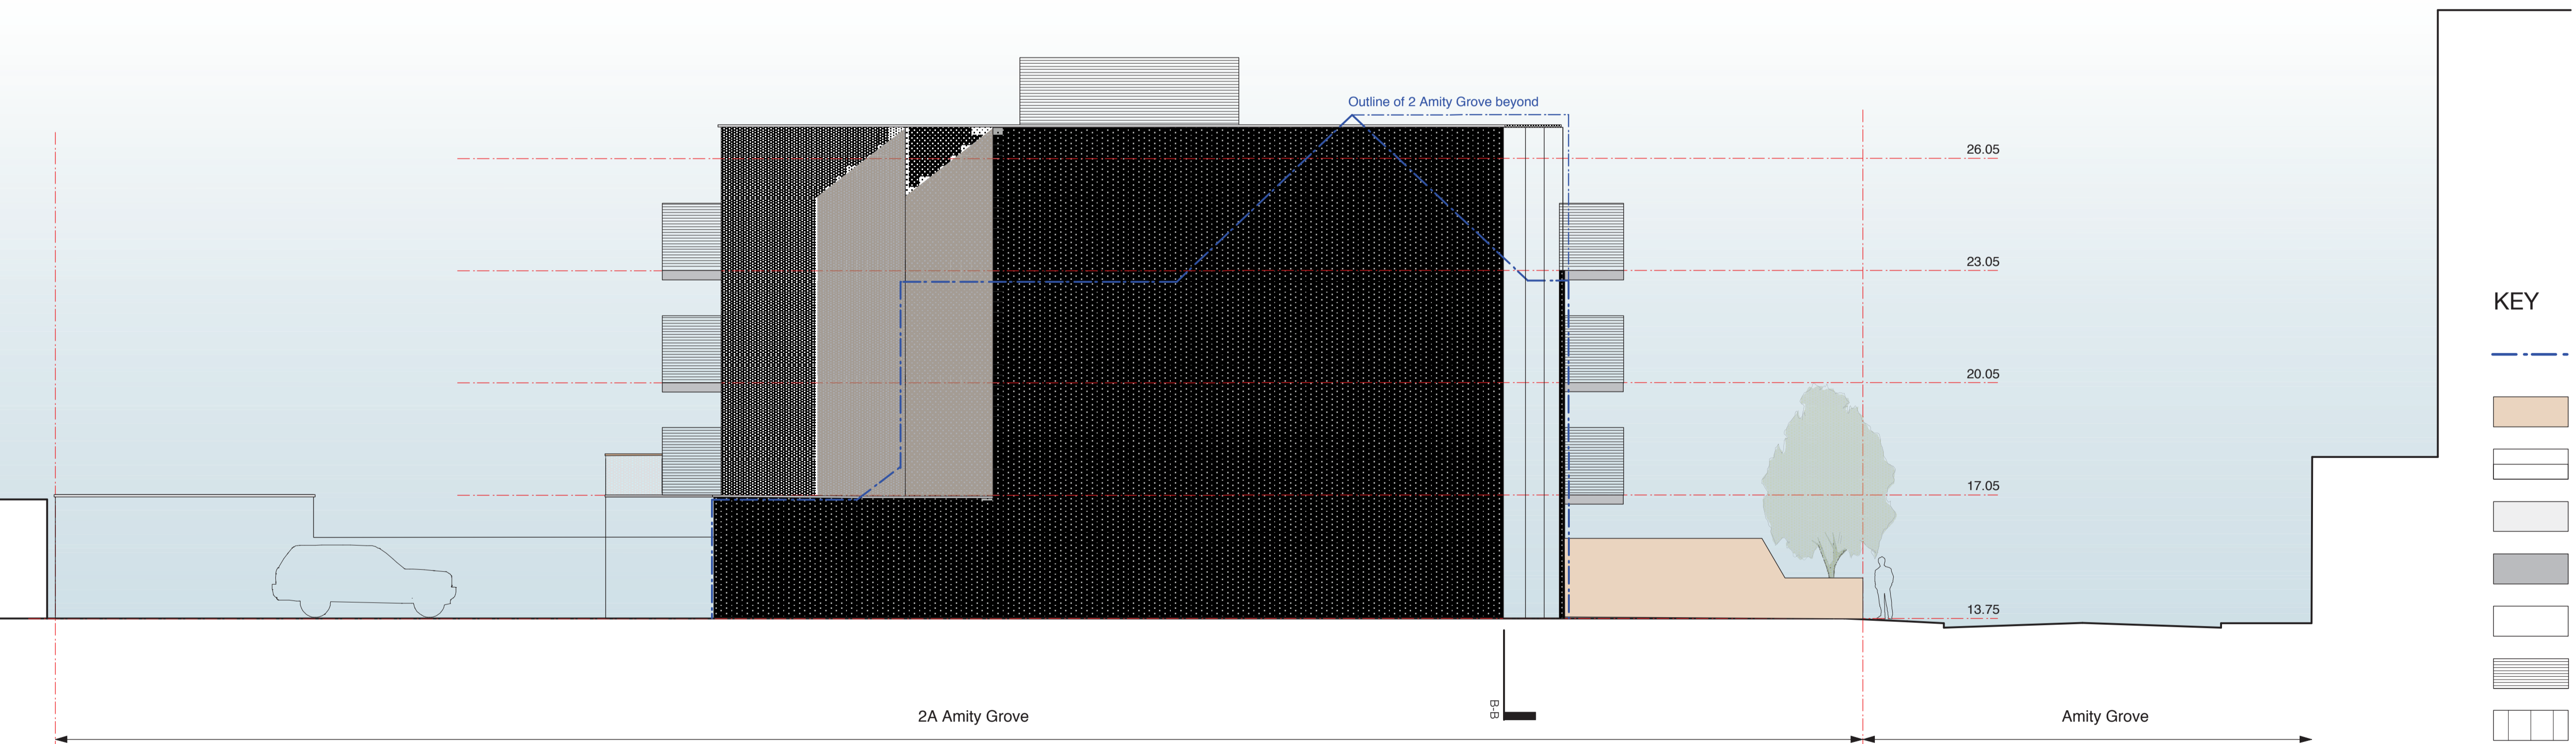 Outline of 2 Amity Grove beyond
26.05
23.05
KEY
20.05
17.05
13.75
B-B
2A Amity Grove
Amity Grove